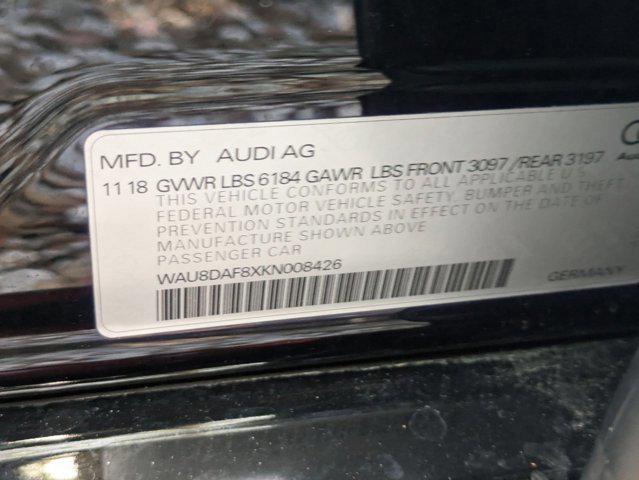 MFD. BY AUDI AG
11 18 GVWR LBS 6184 GAWR LBS FRONT 3097 /REAR 3197
THIS VEHICLE CONFORMS TO ALL APPLICABLE U S
FEDERAL MOTOR VEHICLE SAFETY, BUMPER AND THEFT
PREVENTION STANDARDS IN EFFECT ON THE DATE OF
MANUFACTURE SHOWN ABOVE
PASSENGER CAR
WAU8DAF8XKN008426
GERMANY